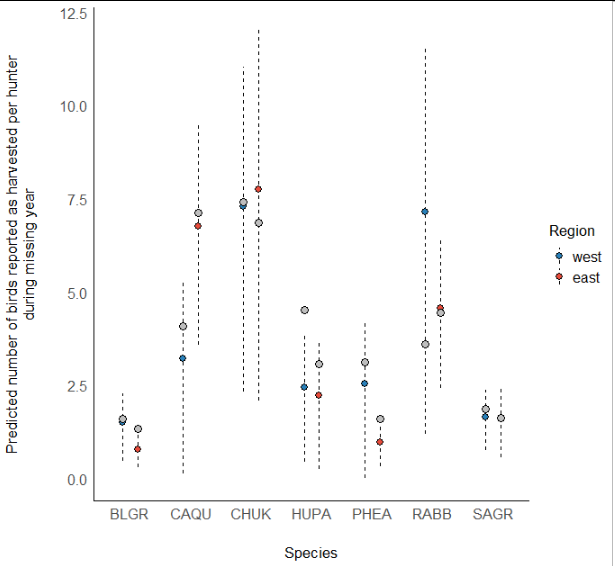 Predicted number of birds reported as harvested per hunter
during missing year
12.5
10.0
7.5
5.0
2.5
0.0
BLGR CAQU CHUK HUPA PHEA RABB SAGR
Species
Region
west
east